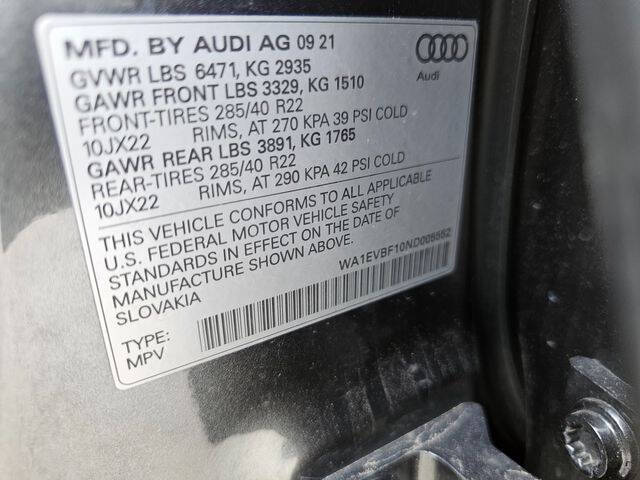 MFD. BY AUDI AG 09 21
GVWR LBS 6471, KG 2935
GAWR FRONT LBS 3329, KG 1510
FRONT-TIRES 285/40 R22
10JX22 RIMS, AT 270 KPA 39 PSI COLD
GAWR REAR LBS 3891, KG 1765
REAR-TIRES 285/40 R22
10JX22 RIMS, AT 290 KPA 42 PSI COLD
Audi
THIS VEHICLE CONFORMS TO ALL APPLICABLE
U.S. FEDERAL MOTOR VEHICLE SAFETY
STANDARDS IN EFFECT ON THE DATE OF
MANUFACTURE SHOWN ABOVE.
SLOVAKIA
WA1EVBF10ND005552
TYPE:
MPV